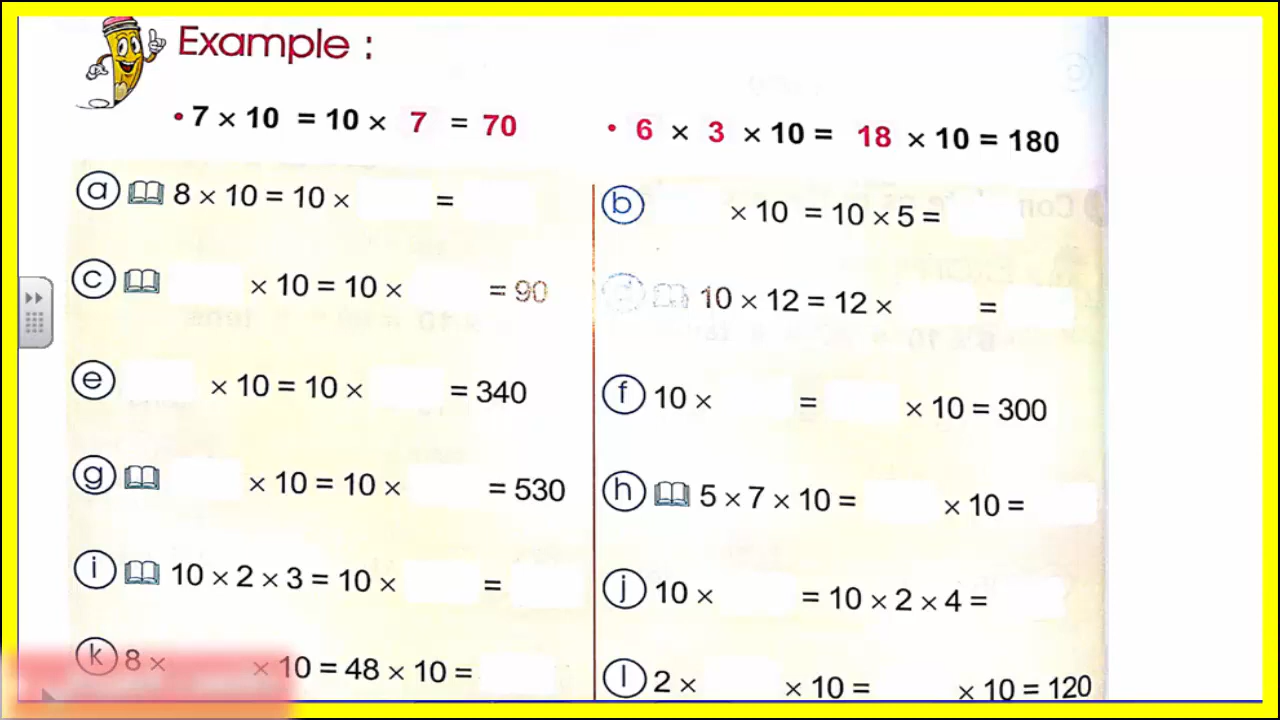 Example :
• 7 × 10 = 10 × 7 = 70
• 6 × 3 × 10 = 18 × 10 = 180
a 8 × 10 = 10 × =
b × 10 = 10 × 5 =
c × 10 = 10 × = 90
d 10 × 12 = 12 × =
e × 10 = 10 × = 340
f 10 × = × 10 = 300
g × 10 = 10 × = 530
h 5 × 7 × 10 = × 10 =
i 10 × 2 × 3 = 10 × =
j 10 × = 10 × 2 × 4 =
k 8 × × 10 = 48 × 10 =
l 2 × × 10 = × 10 = 120